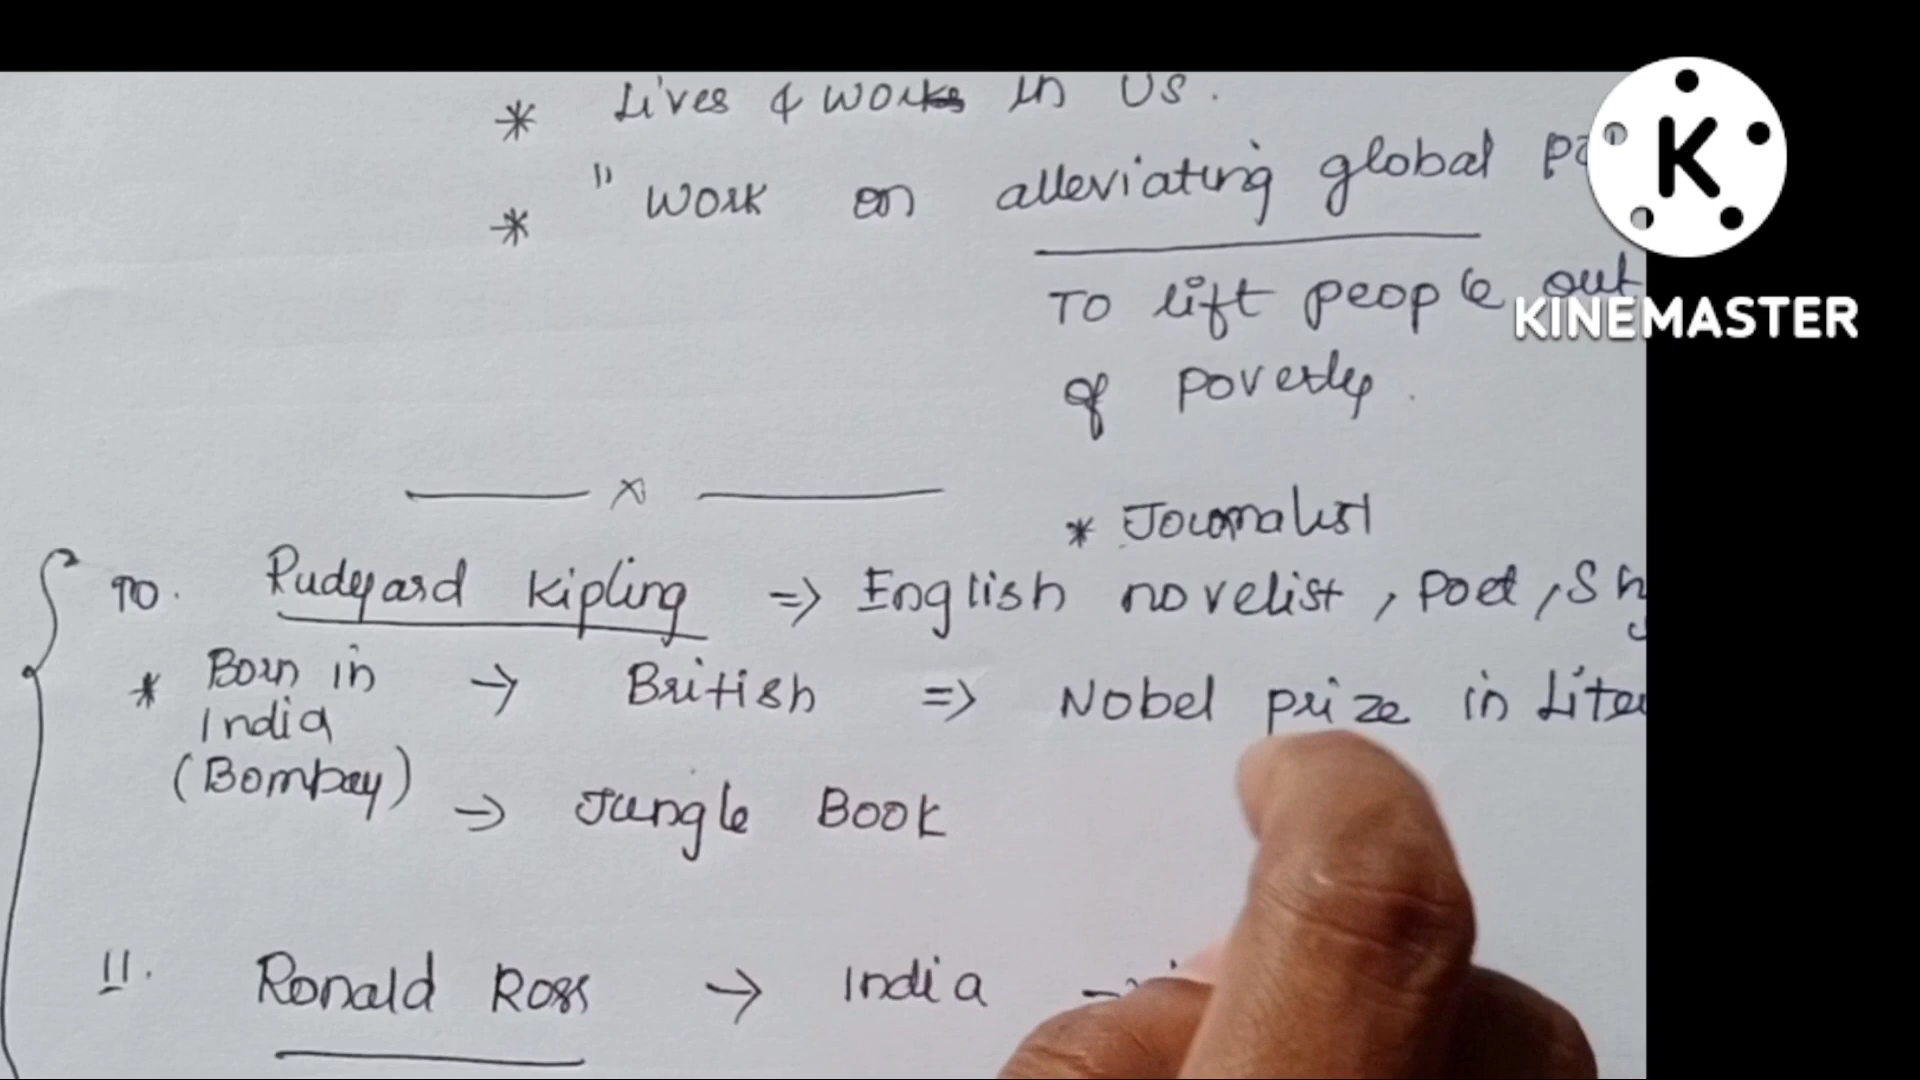 * Lives & works in US.
* " Work on alleviating global
To lift people out
of poverty.
x
* Journalist
10. Rudyard Kipling => English novelist, Poet,
* Born in India (Bombay) -> British => Nobel prize in
-> Jungle Book
11. Ronald Ross -> India
K
KINEMASTER